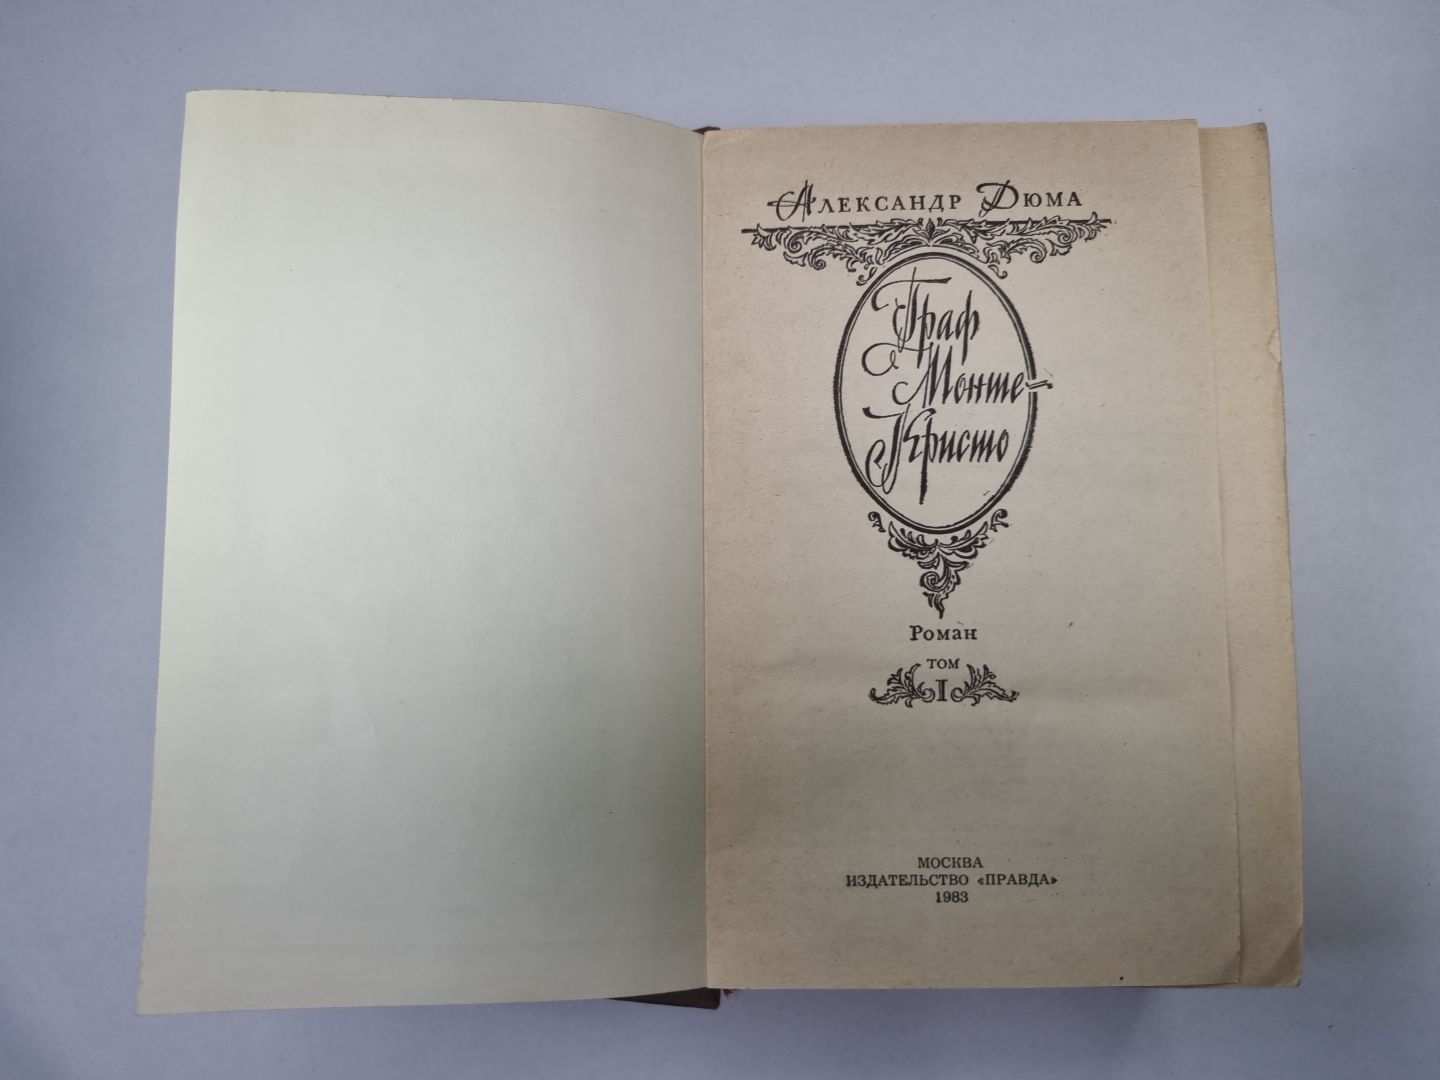 Александр Дюма
Граф
Монте-
Кристо
Роман
том
I
МОСКВА
ИЗДАТЕЛЬСТВО «ПРАВДА»
1983